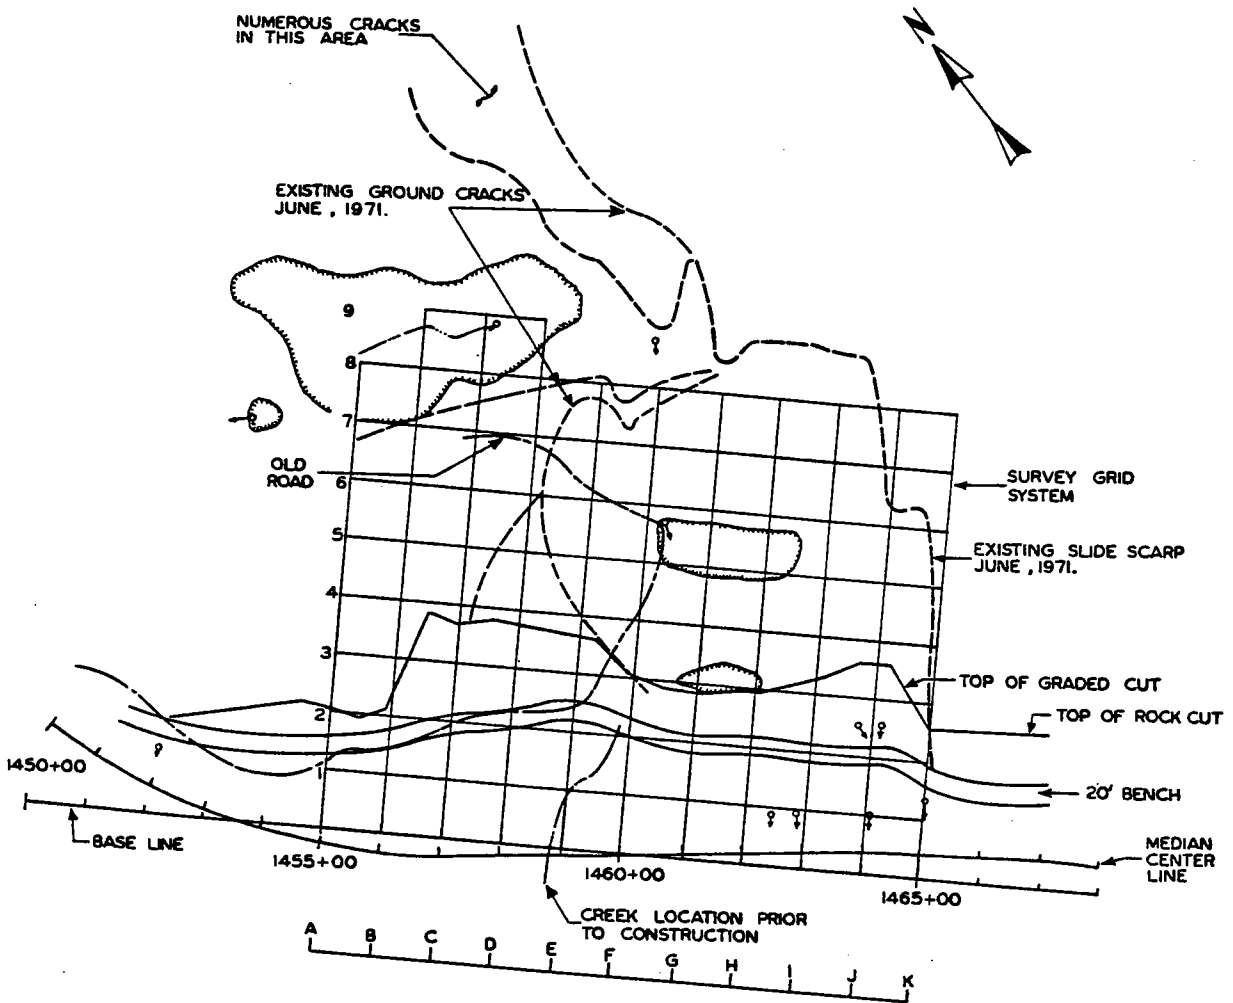 NUMEROUS CRACKS
IN THIS AREA
N
EXISTING GROUND CRACKS
JUNE, 1971.
9
8
7
OLD
ROAD
6
SURVEY GRID
SYSTEM
5
EXISTING SLIDE SCARP
JUNE, 1971.
4
3
TOP OF GRADED CUT
2
TOP OF ROCK CUT
1450+00
1
20' BENCH
BASE LINE
1455+00
1460+00
1465+00
MEDIAN
CENTER
LINE
CREEK LOCATION PRIOR
TO CONSTRUCTION
A B C D E F G H I J K